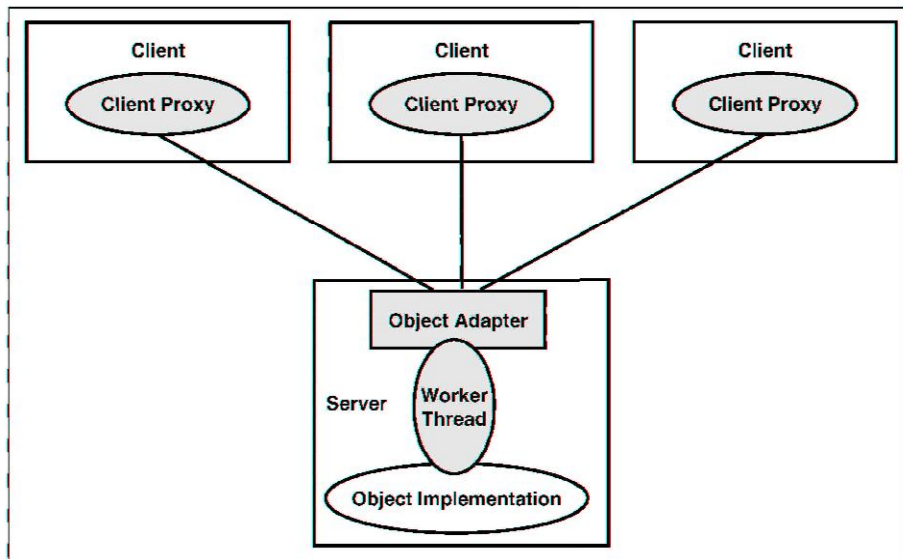 Client
Client
Client
Client Proxy
Client Proxy
Client Proxy
Object Adapter
Worker
Thread
Server
Object Implementation